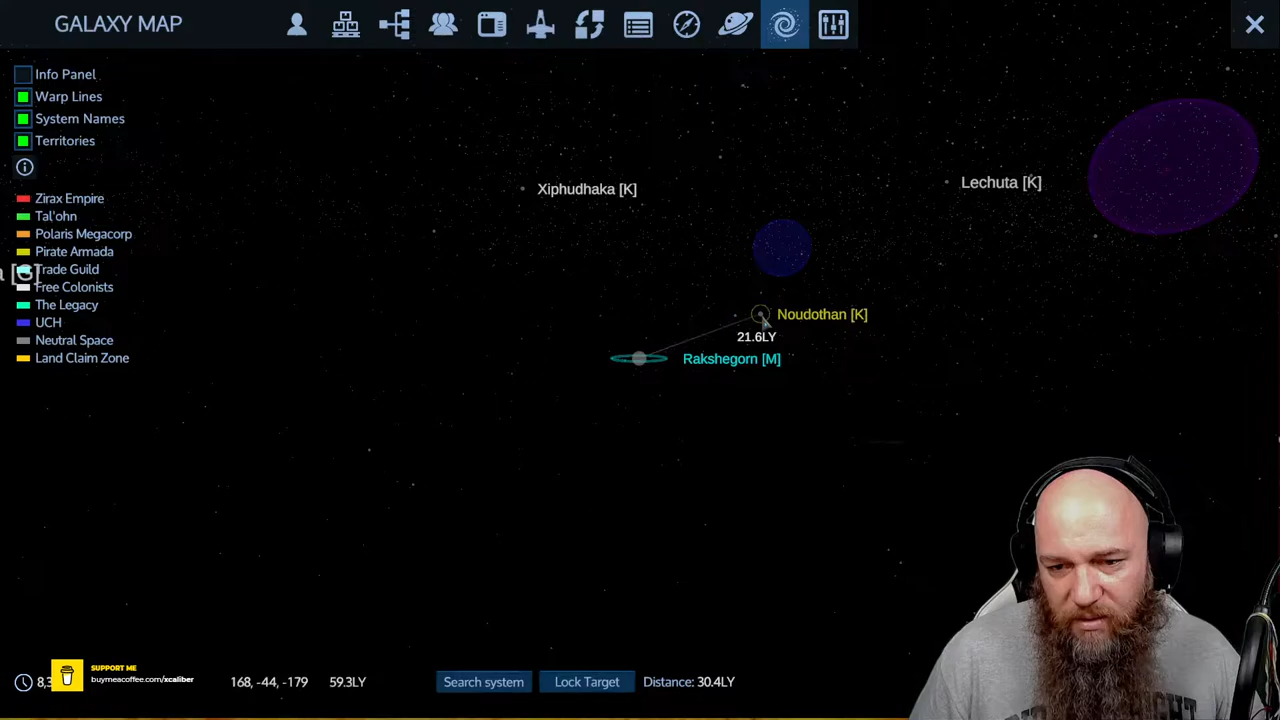 GALAXY MAP
Info Panel
Warp Lines
System Names
Territories
Zirax Empire
Tal'ohn
Polaris Megacorp
Pirate Armada
Trade Guild
a [G]
Free Colonists
The Legacy
UCH
Neutral Space
Land Claim Zone
Xiphudhaka [K]
Lechuta [K]
Noudothan [K]
21.6LY
Rakshegorn [M]
SUPPORT ME
buymeacoffee.com/xcaliber
168, -44, -179
59.3LY
Search system
Lock Target
Distance: 30.4LY